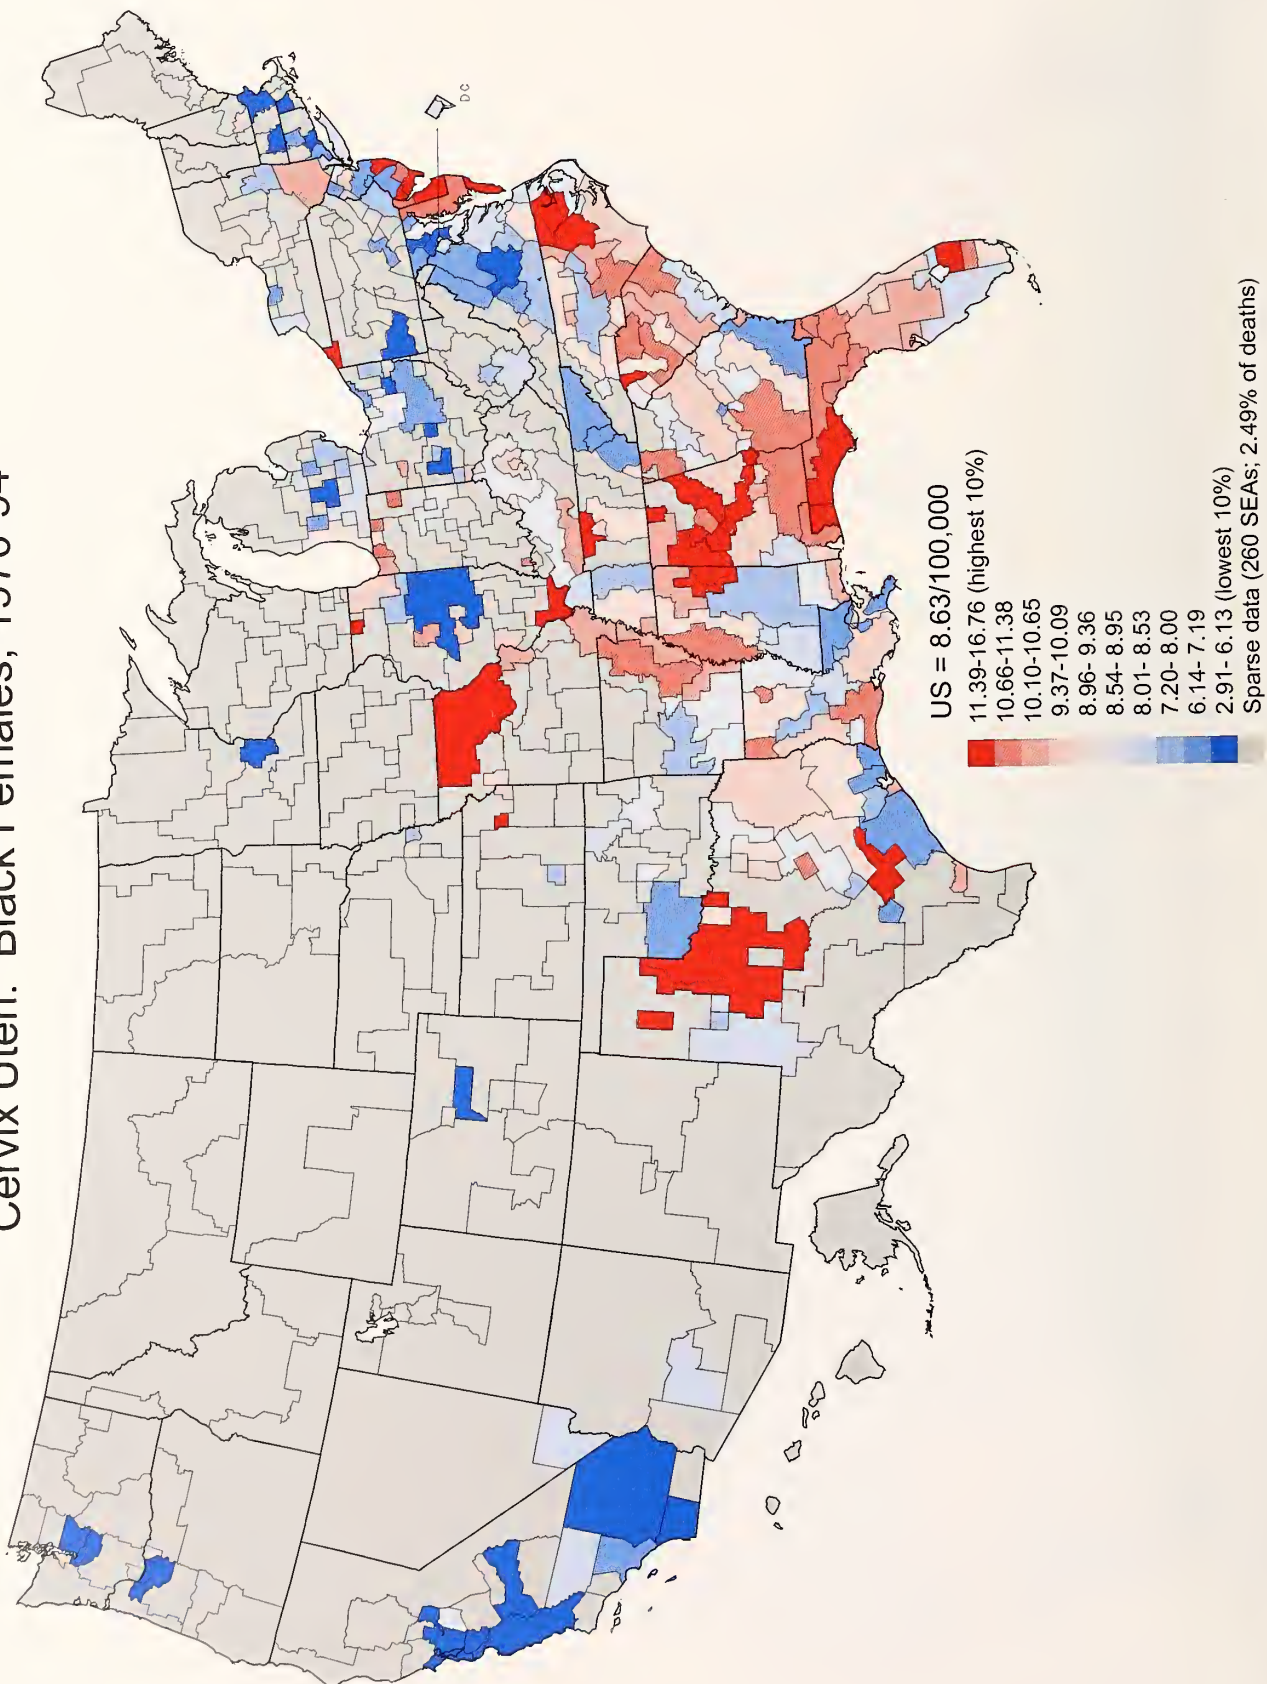 Cervix Uteri: Black Females, 1970-94
DC
US = 8.63/100,000
11.39-16.76 (highest 10%)
10.66-11.38
10.10-10.65
9.37-10.09
8.96- 9.36
8.54- 8.95
8.01- 8.53
7.20- 8.00
6.14- 7.19
2.91- 6.13 (lowest 10%)
Sparse data (260 SEAs; 2.49% of deaths)